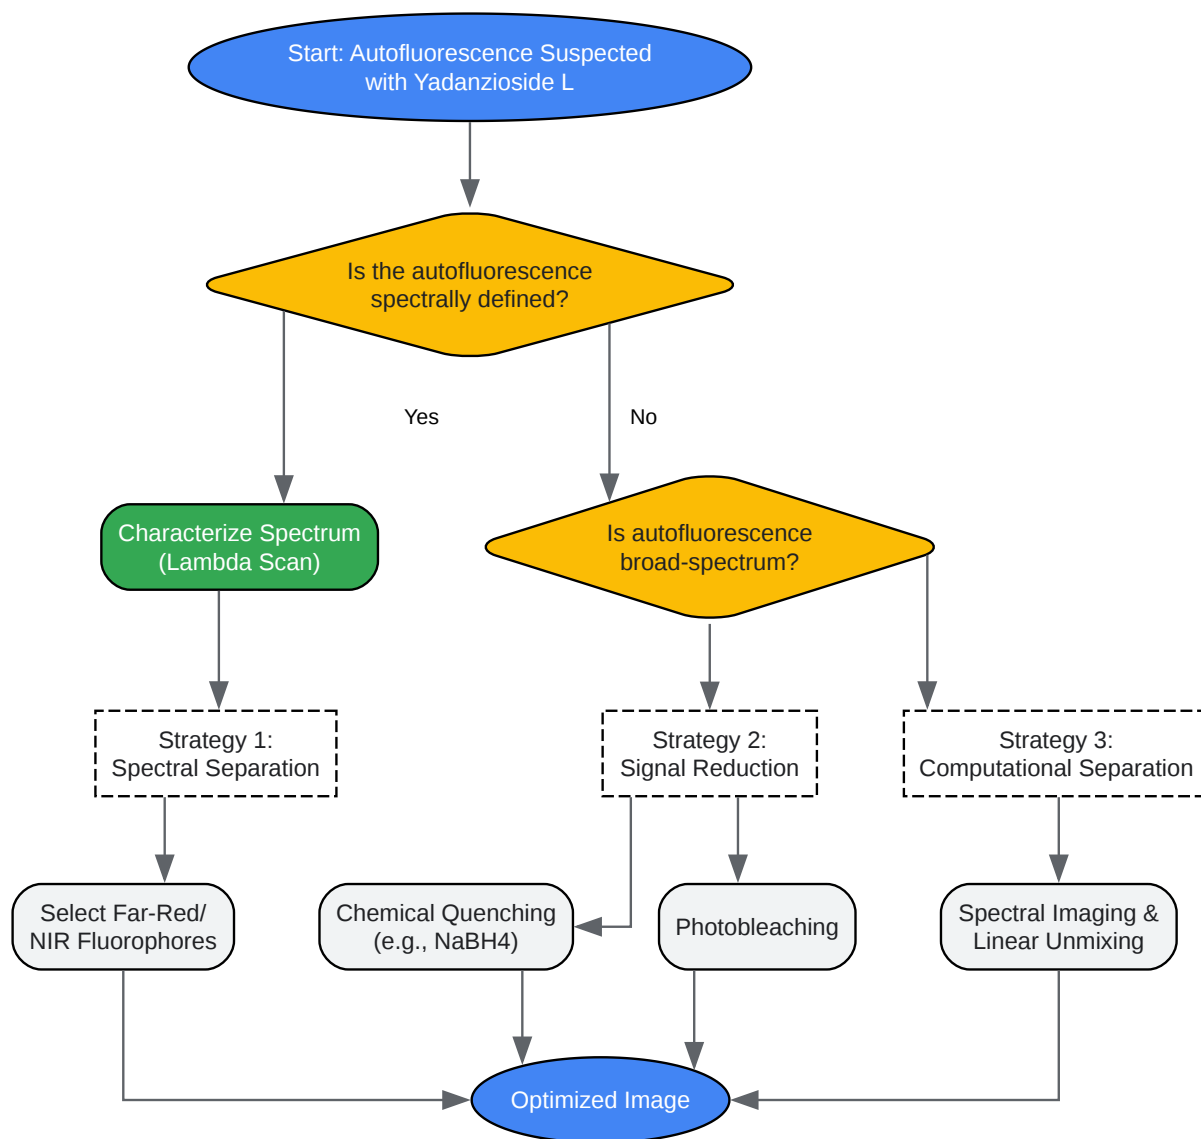 Start: Autofluorescence Suspected
with Yadanzioside L
Is the autofluorescence
spectrally defined?
Yes
No
Characterize Spectrum
(Lambda Scan)
Is autofluorescence
broad-spectrum?
Strategy 1:
Spectral Separation
Strategy 2:
Signal Reduction
Strategy 3:
Computational Separation
Select Far-Red/
NIR Fluorophores
Chemical Quenching
(e.g., NaBH4)
Photobleaching
Spectral Imaging &
Linear Unmixing
Optimized Image